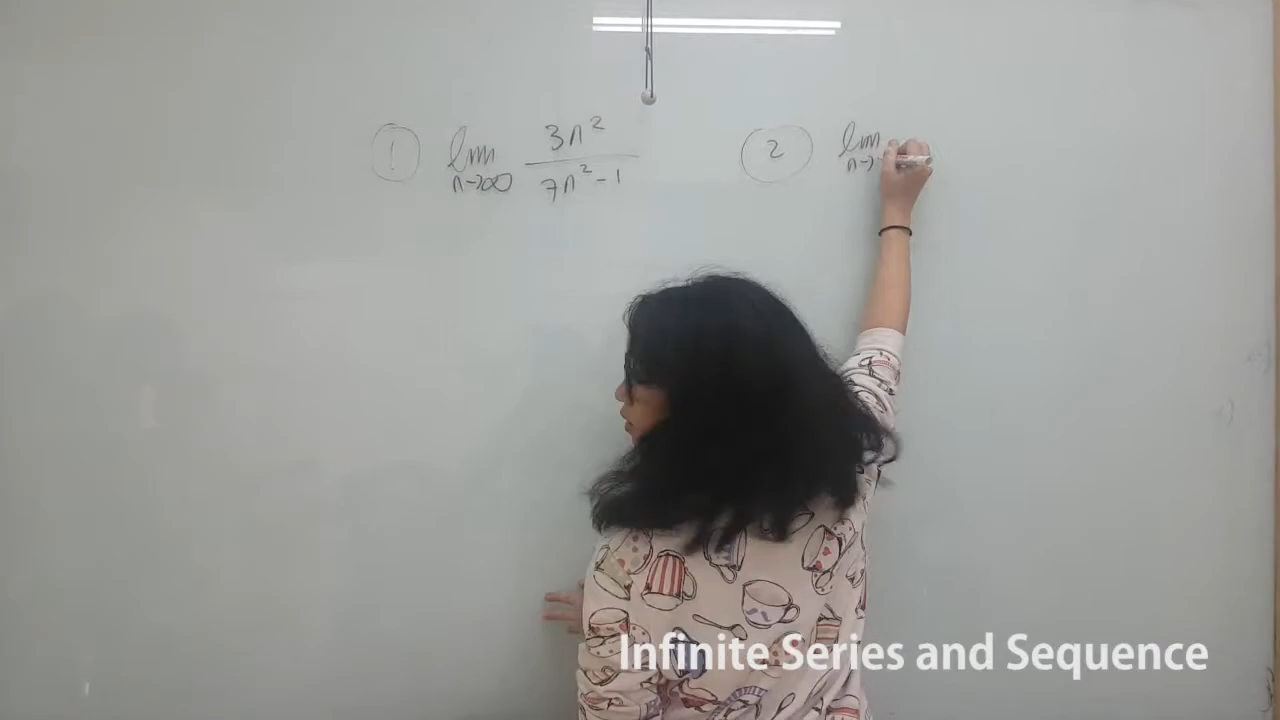 ① lim n→∞ 3n² / 7n² - 1
② lim n→
Infinite Series and Sequence